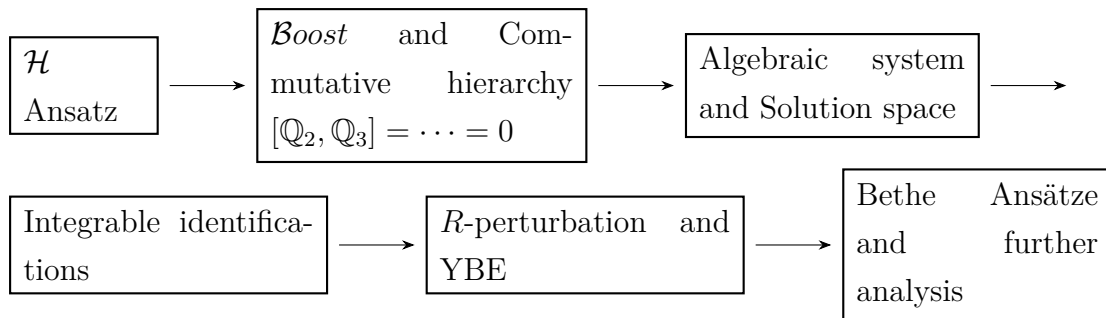 ℋ
Ansatz
ℬoost and Com-
mutative hierarchy
[ℚ₂, ℚ₃] = ⋯ = 0
Algebraic system
and Solution space
Integrable identifica-
tions
R-perturbation and
YBE
Bethe Ansätze
and further
analysis